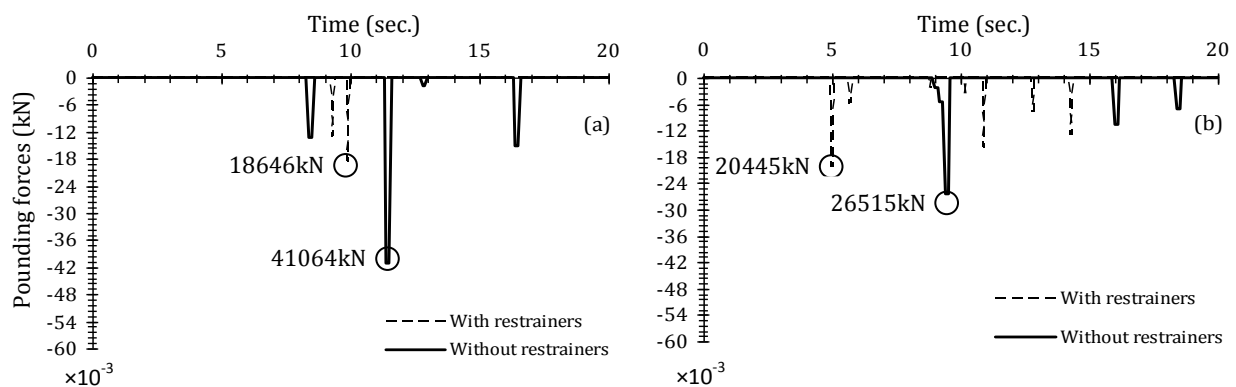 Time (sec.)
0 5 10 15 20
Pounding forces (kN)
0
-6
-12
-18
-24
-30
-36
-42
-48
-54
-60
×10⁻³
(a)
18646kN
41064kN
With restrainers
Without restrainers
Time (sec.)
0 5 10 15 20
0
-6
-12
-18
-24
-30
-36
-42
-48
-54
-60
×10⁻³
(b)
20445kN
26515kN
With restrainers
Without restrainers